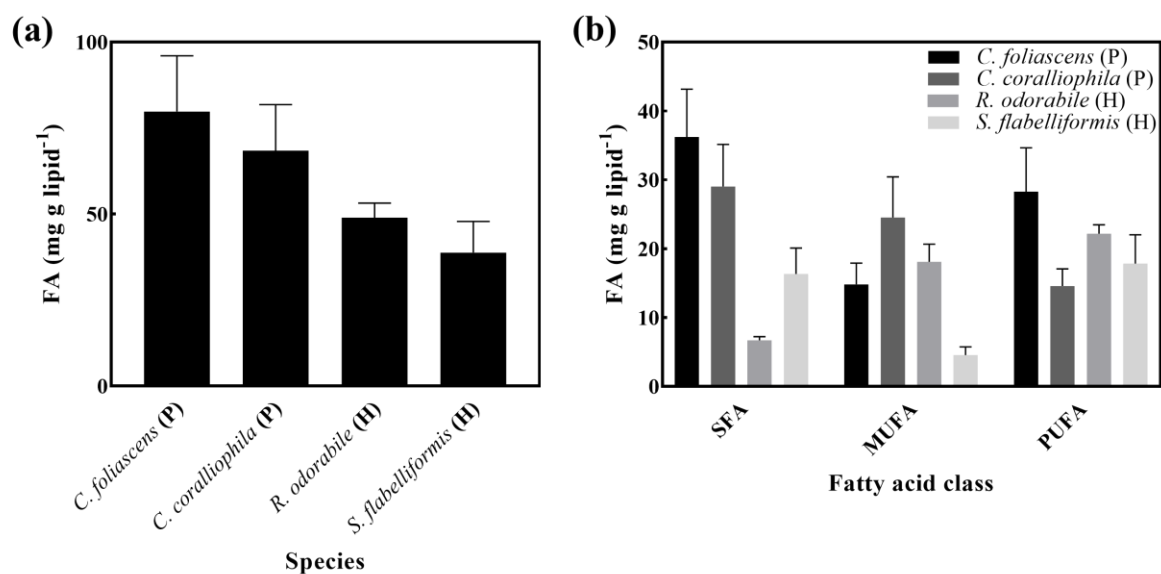 (a)
FA (mg g lipid⁻¹)
100
50
0
C. foliascens (P)
C. coralliophila (P)
R. odorabile (H)
S. flabelliformis (H)
Species
(b)
FA (mg g lipid⁻¹)
50
40
30
20
10
0
C. foliascens (P)
C. coralliophila (P)
R. odorabile (H)
S. flabelliformis (H)
SFA
MUFA
PUFA
Fatty acid class